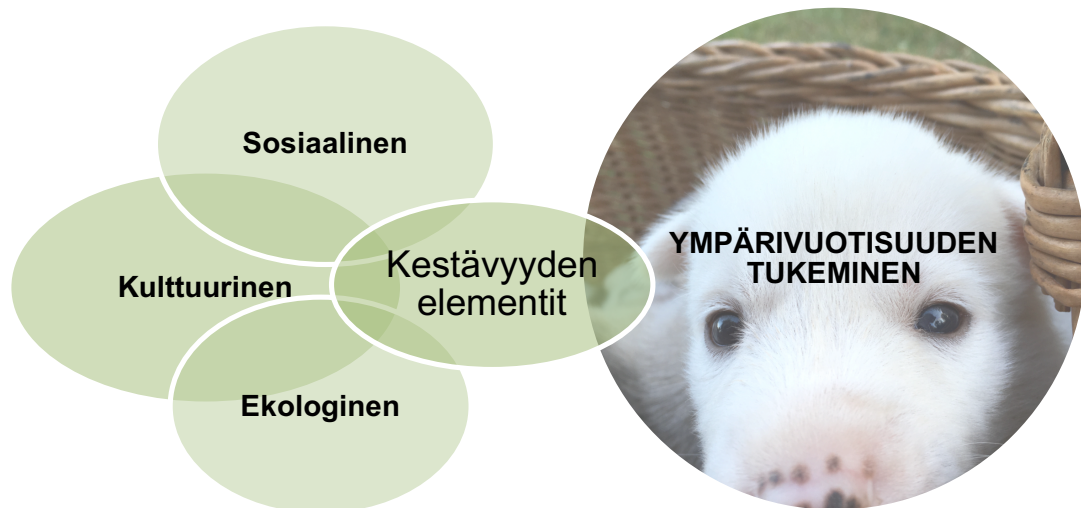 Sosiaalinen
Kulttuurinen
Ekologinen
Kestävyyden
elementit
YMPÄRIVUOTISUUDEN
TUKEMINEN